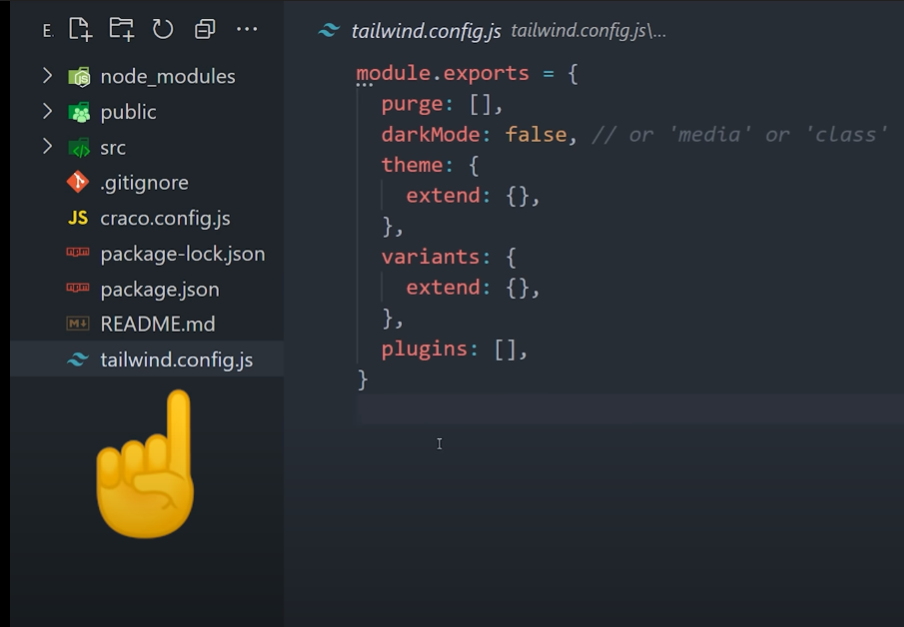 E.
node_modules
public
src
.gitignore
JS craco.config.js
npm package-lock.json
npm package.json
M↓ README.md
tailwind.config.js
tailwind.config.js tailwind.config.js\...
module.exports = {
  purge: [],
  darkMode: false, // or 'media' or 'class'
  theme: {
    extend: {},
  },
  variants: {
    extend: {},
  },
  plugins: [],
}